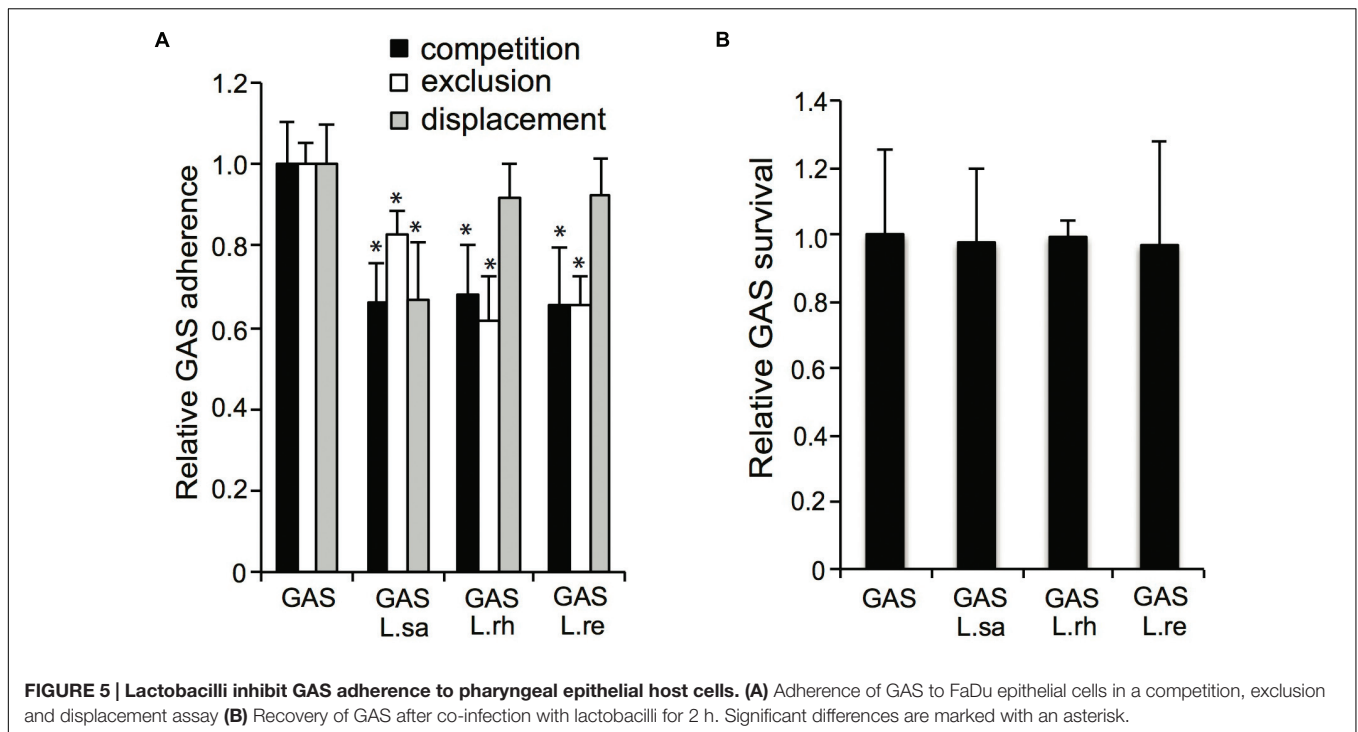 A
competition
exclusion
displacement
Relative GAS adherence
1.2
1.0
0.8
0.6
0.4
0.2
0
* * *
* *
* *
GAS GAS GAS GAS
L.sa L.rh L.re
B
Relative GAS survival
1.4
1.2
1.0
0.8
0.6
0.4
0.2
0
GAS GAS GAS GAS
L.sa L.rh L.re
FIGURE 5 | Lactobacilli inhibit GAS adherence to pharyngeal epithelial host cells. (A) Adherence of GAS to FaDu epithelial cells in a competition, exclusion
and displacement assay (B) Recovery of GAS after co-infection with lactobacilli for 2 h. Significant differences are marked with an asterisk.